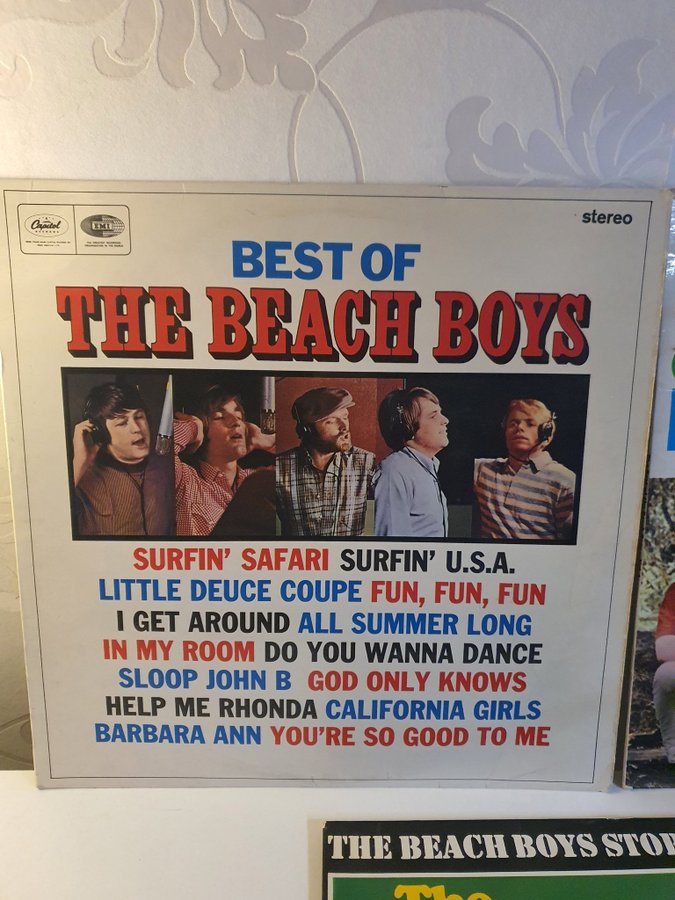 Capitol
RECORDS
EMI
stereo
BEST OF
THE BEACH BOYS
SURFIN' SAFARI SURFIN' U.S.A.
LITTLE DEUCE COUPE FUN, FUN, FUN
I GET AROUND ALL SUMMER LONG
IN MY ROOM DO YOU WANNA DANCE
SLOOP JOHN B GOD ONLY KNOWS
HELP ME RHONDA CALIFORNIA GIRLS
BARBARA ANN YOU'RE SO GOOD TO ME
THE BEACH BOYS STOR
The